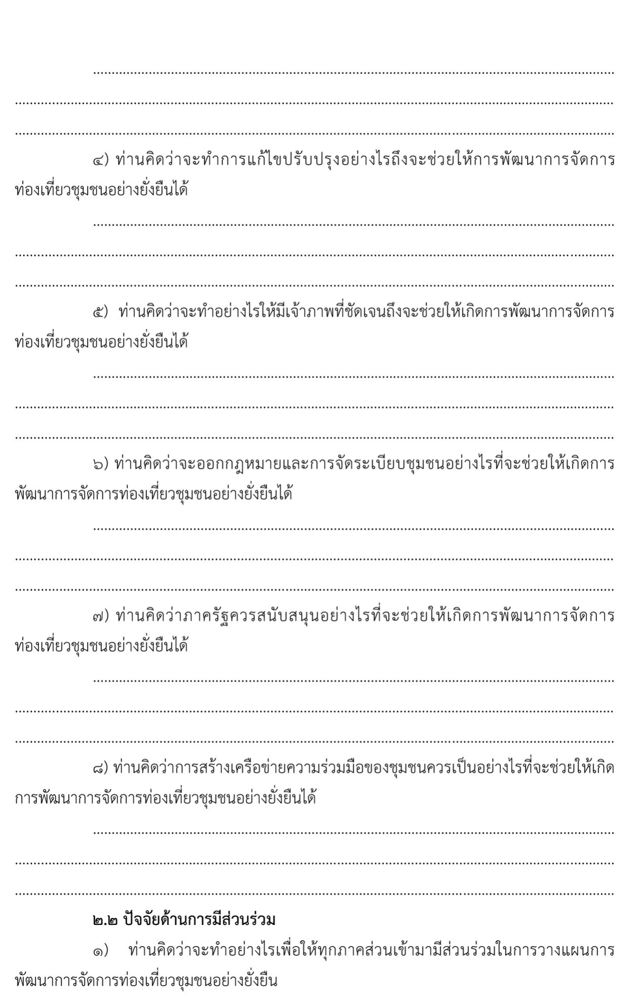 ................................................................................................................................................
......................................................................................................................................................................
......................................................................................................................................................................
๔) ท่านคิดว่าจะทำการแก้ไขปรับปรุงอย่างไรถึงจะช่วยให้การพัฒนาการจัดการ
ท่องเที่ยวชุมชนอย่างยั่งยืนได้
................................................................................................................................................
......................................................................................................................................................................
......................................................................................................................................................................
๕) ท่านคิดว่าจะทำอย่างไรให้มีเจ้าภาพที่ชัดเจนถึงจะช่วยให้เกิดการพัฒนาการจัดการ
ท่องเที่ยวชุมชนอย่างยั่งยืนได้
................................................................................................................................................
......................................................................................................................................................................
......................................................................................................................................................................
๖) ท่านคิดว่าจะออกกฎหมายและการจัดระเบียบชุมชนอย่างไรที่จะช่วยให้เกิดการ
พัฒนาการจัดการท่องเที่ยวชุมชนอย่างยั่งยืนได้
................................................................................................................................................
......................................................................................................................................................................
......................................................................................................................................................................
๗) ท่านคิดว่าภาครัฐควรสนับสนุนอย่างไรที่จะช่วยให้เกิดการพัฒนาการจัดการ
ท่องเที่ยวชุมชนอย่างยั่งยืนได้
................................................................................................................................................
......................................................................................................................................................................
......................................................................................................................................................................
๘) ท่านคิดว่าการสร้างเครือข่ายความร่วมมือของชุมชนควรเป็นอย่างไรที่จะช่วยให้เกิด
การพัฒนาการจัดการท่องเที่ยวชุมชนอย่างยั่งยืนได้
................................................................................................................................................
......................................................................................................................................................................
......................................................................................................................................................................
๒.๒ ปัจจัยด้านการมีส่วนร่วม
๑) ท่านคิดว่าจะทำอย่างไรเพื่อให้ทุกภาคส่วนเข้ามามีส่วนร่วมในการวางแผนการ
พัฒนาการจัดการท่องเที่ยวชุมชนอย่างยั่งยืน